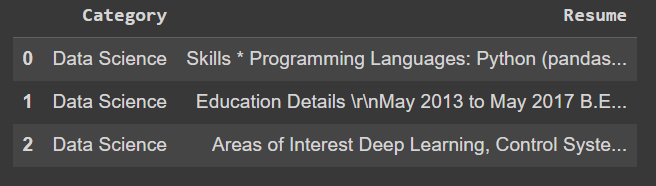 Category Resume
0 Data Science Skills * Programming Languages: Python (pandas...
1 Data Science Education Details \r\nMay 2013 to May 2017 B.E...
2 Data Science Areas of Interest Deep Learning, Control Syste...